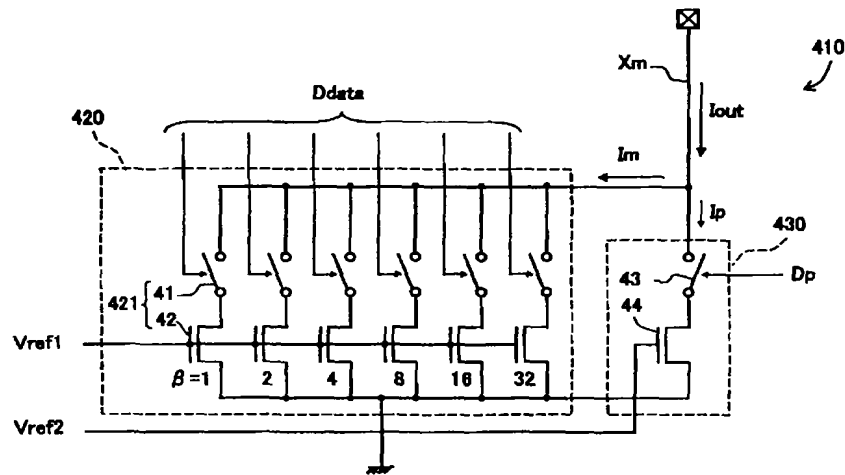 410
Xm
Ddata
Iout
420
Im
Ip
430
41
43
Dp
421
42
44
Vref1
β=1 2 4 8 16 32
Vref2